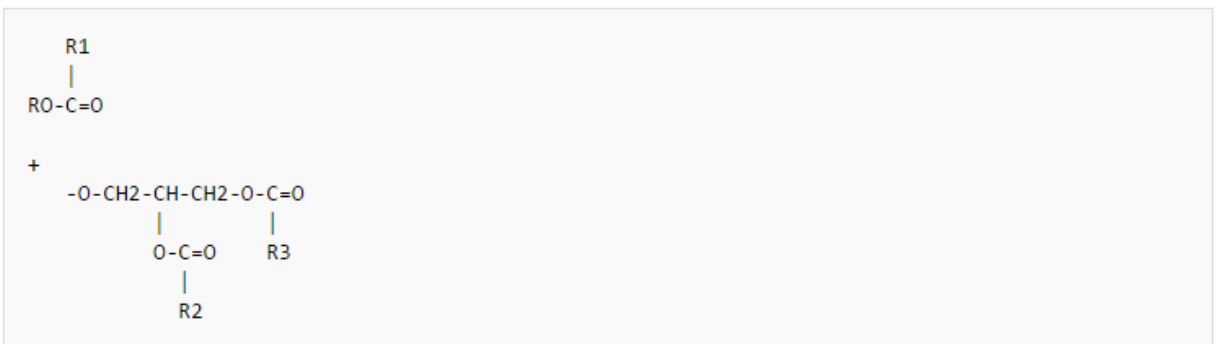 R1
|
RO-C=O
+
-O-CH2-CH-CH2-O-C=O
| |
O-C=O R3
|
R2